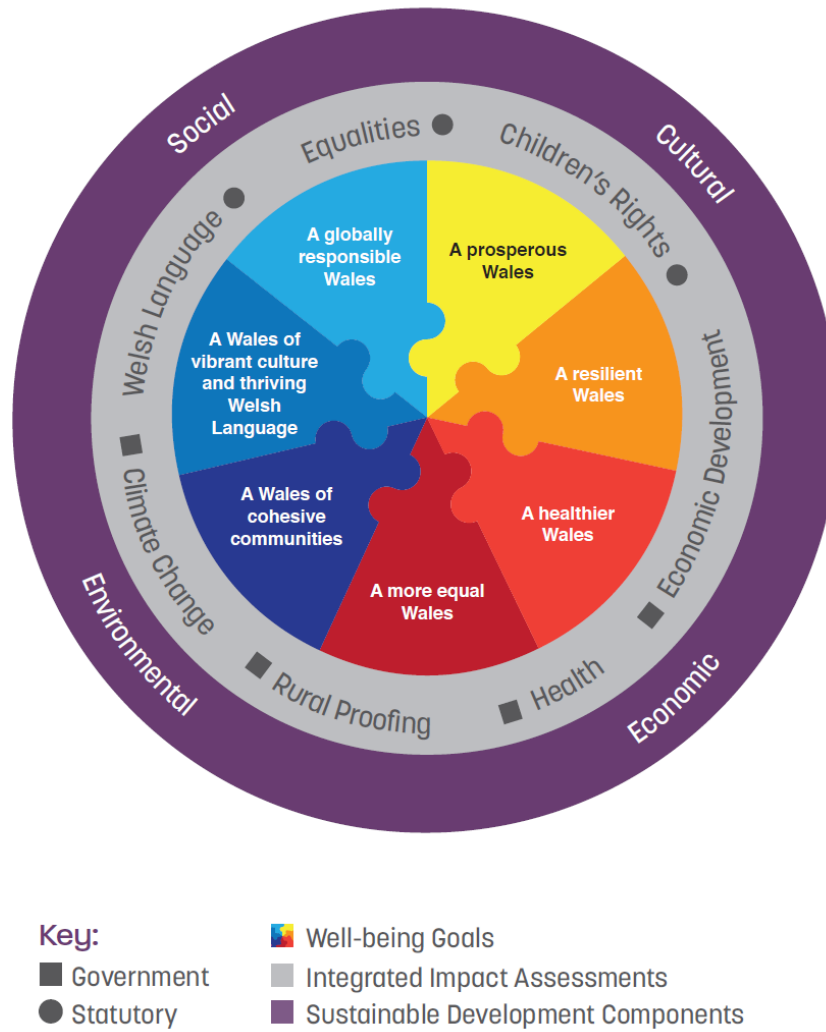 Social
Cultural
Economic
Environmental
Equalities
Children's Rights
Economic Development
Health
Rural Proofing
Climate Change
Welsh Language
A prosperous
Wales
A resilient
Wales
A healthier
Wales
A more equal
Wales
A Wales of
cohesive
communities
A Wales of
vibrant culture
and thriving
Welsh
Language
A globally
responsible
Wales
Key:
Government
Statutory
Well-being Goals
Integrated Impact Assessments
Sustainable Development Components